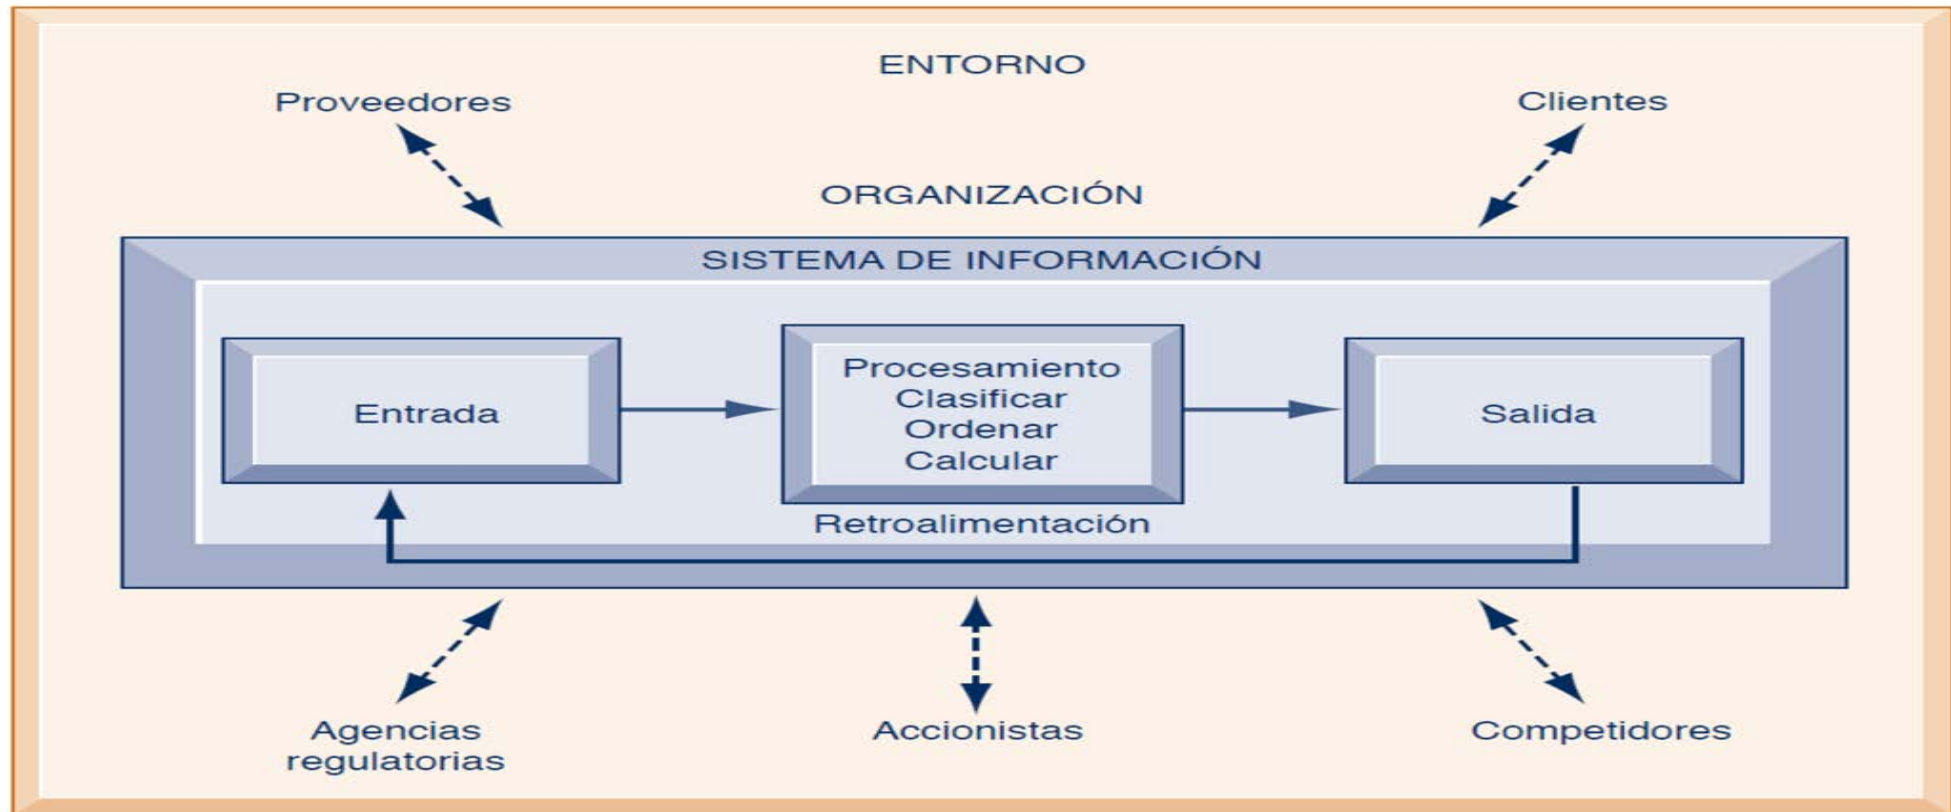 ENTORNO
Proveedores
Clientes
ORGANIZACIÓN
SISTEMA DE INFORMACIÓN
Entrada
Procesamiento
Clasificar
Ordenar
Calcular
Salida
Retroalimentación
Agencias
regulatorias
Accionistas
Competidores